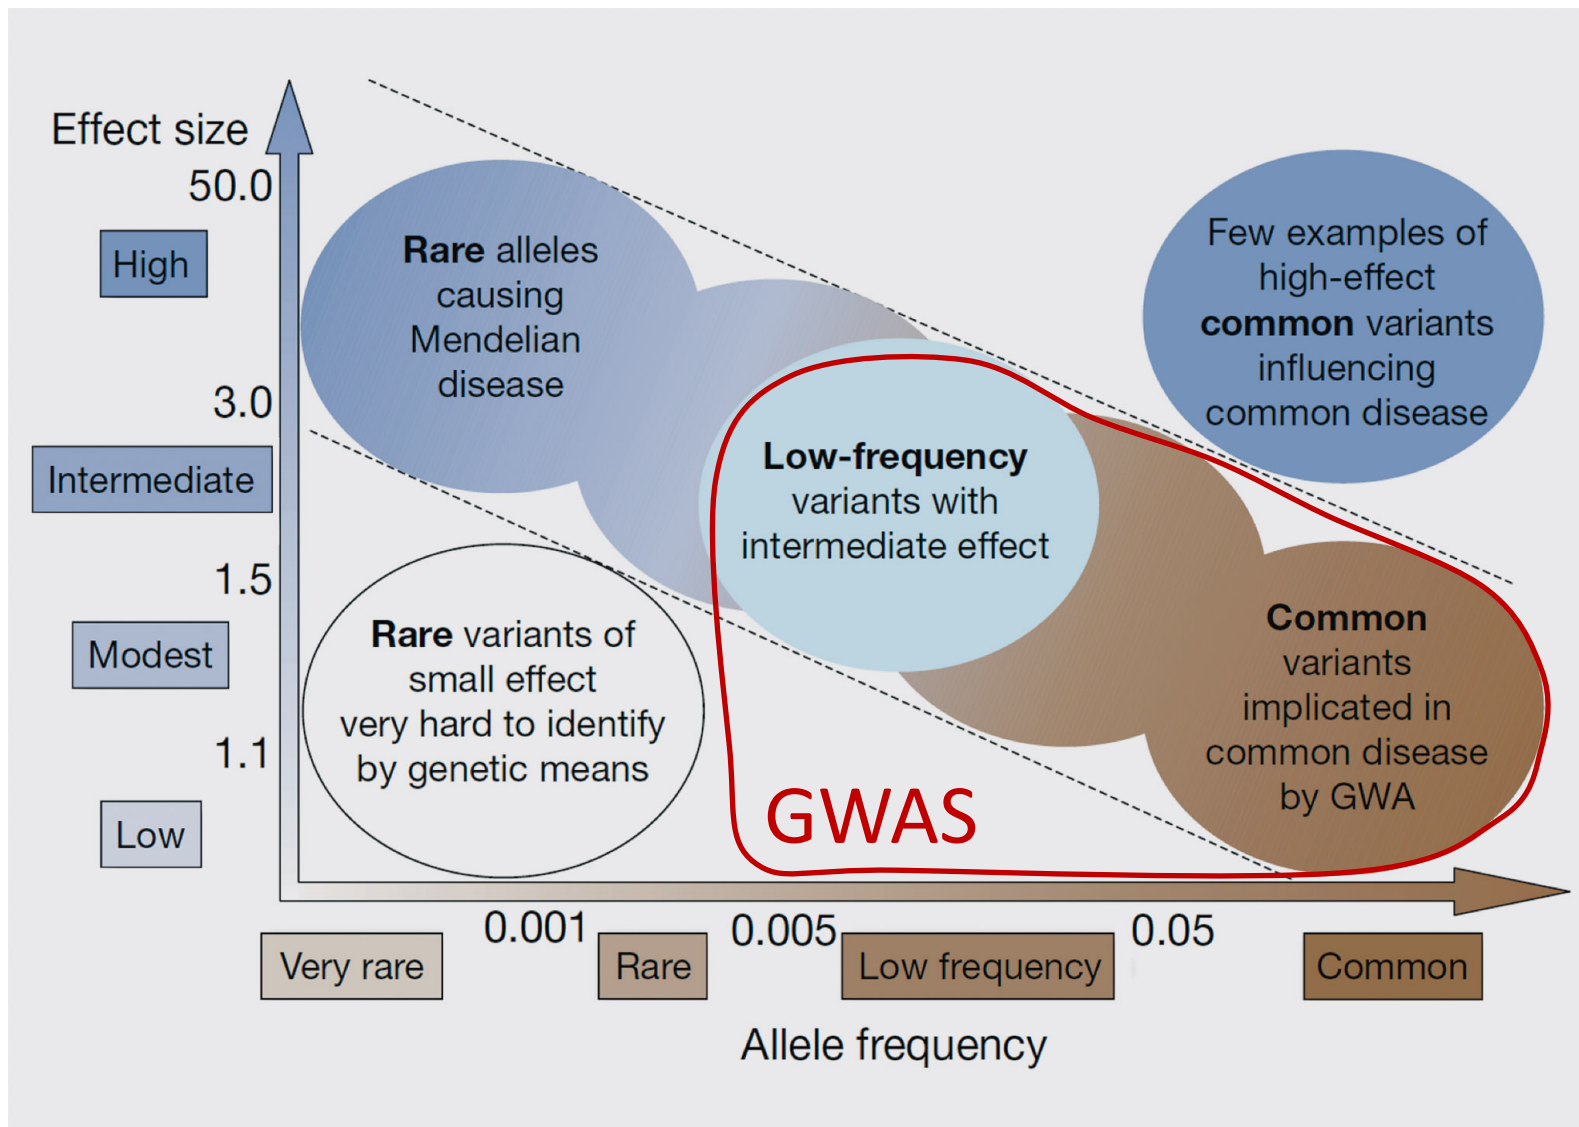 Effect size
50.0
High
3.0
Intermediate
1.5
Modest
1.1
Low
Rare alleles
causing
Mendelian
disease
Few examples of
high-effect
common variants
influencing
common disease
Low-frequency
variants with
intermediate effect
Rare variants of
small effect
very hard to identify
by genetic means
Common
variants
implicated in
common disease
by GWA
GWAS
0.001
0.005
0.05
Very rare
Rare
Low frequency
Common
Allele frequency